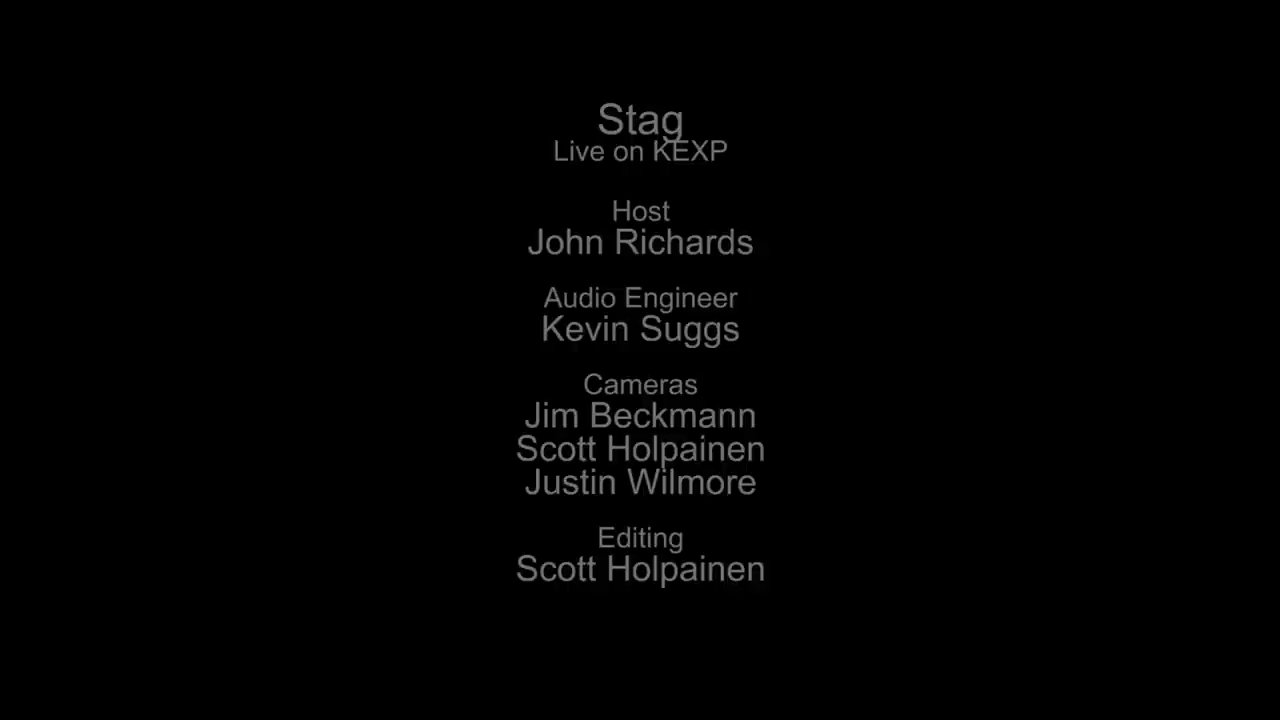 Stag
Live on KEXP
Host
John Richards
Audio Engineer
Kevin Suggs
Cameras
Jim Beckmann
Scott Holpainen
Justin Wilmore
Editing
Scott Holpainen